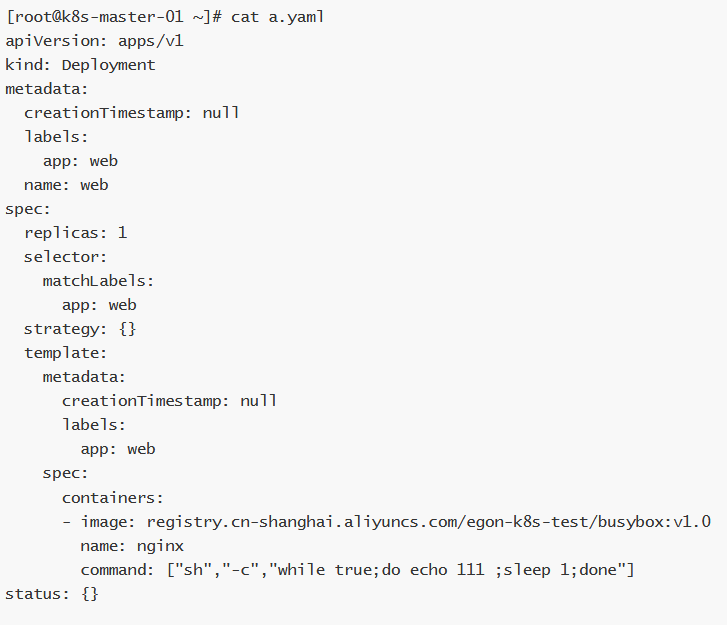 [root@k8s-master-01 ~]# cat a.yaml
apiVersion: apps/v1
kind: Deployment
metadata:
  creationTimestamp: null
  labels:
    app: web
  name: web
spec:
  replicas: 1
  selector:
    matchLabels:
      app: web
  strategy: {}
  template:
    metadata:
      creationTimestamp: null
      labels:
        app: web
    spec:
      containers:
      - image: registry.cn-shanghai.aliyuncs.com/egon-k8s-test/busybox:v1.0
        name: nginx
        command: ["sh","-c","while true;do echo 111 ;sleep 1;done"]
status: {}